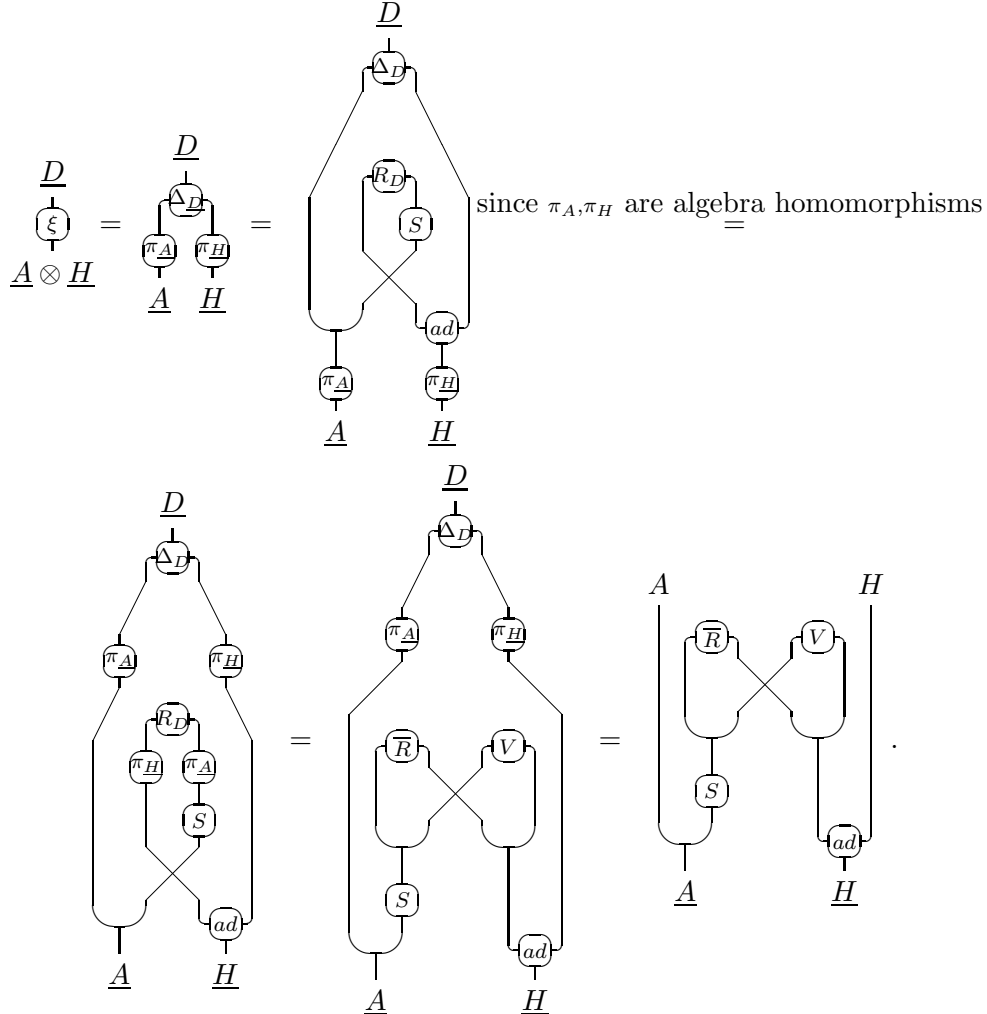 D
D D
Δ_D
R_D
S
since π_A,π_H are algebra homomorphisms
ξ = Δ_D = =
π_A π_H
A ⊗ H
A H
ad
π_A π_H
A H
D D
Δ_D Δ_D
A H
π_A π_H π_A π_H
R̅ V
R_D = R̅ V = .
π_H π_A
S S
S
ad
ad ad
A H
A H A H